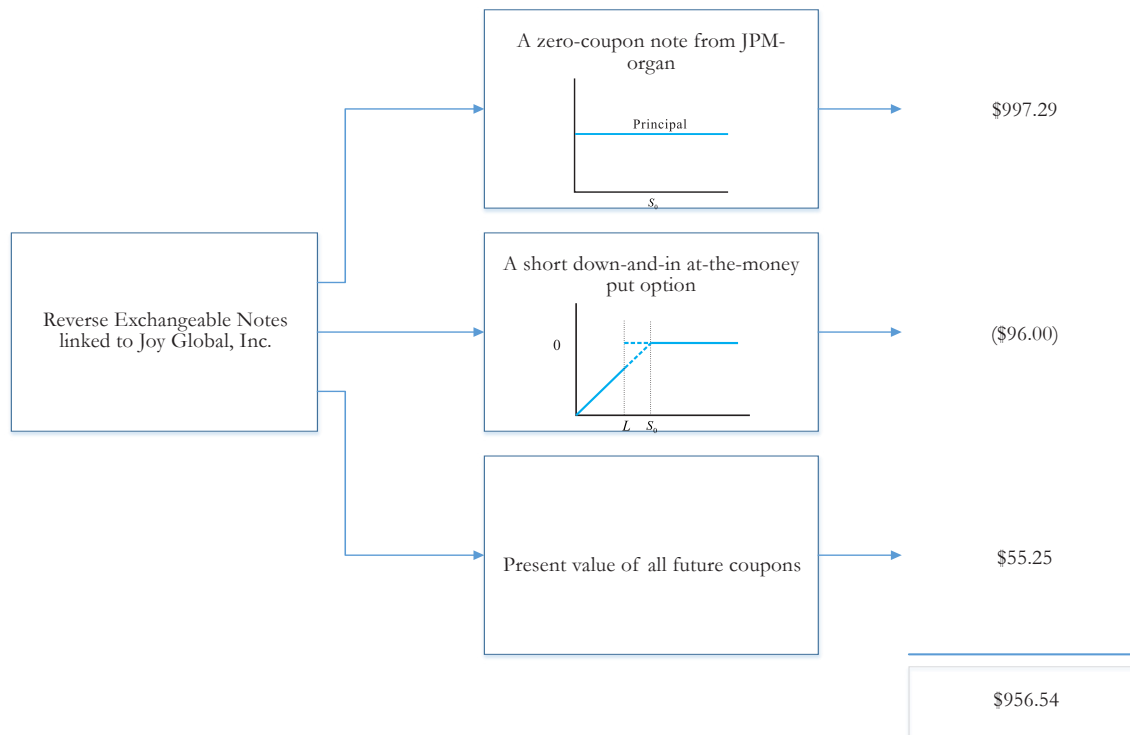 A zero-coupon note from JPM-
organ
Principal
S₀
$997.29
Reverse Exchangeable Notes
linked to Joy Global, Inc.
A short down-and-in at-the-money
put option
0
L S₀
($96.00)
Present value of all future coupons
$55.25
$956.54